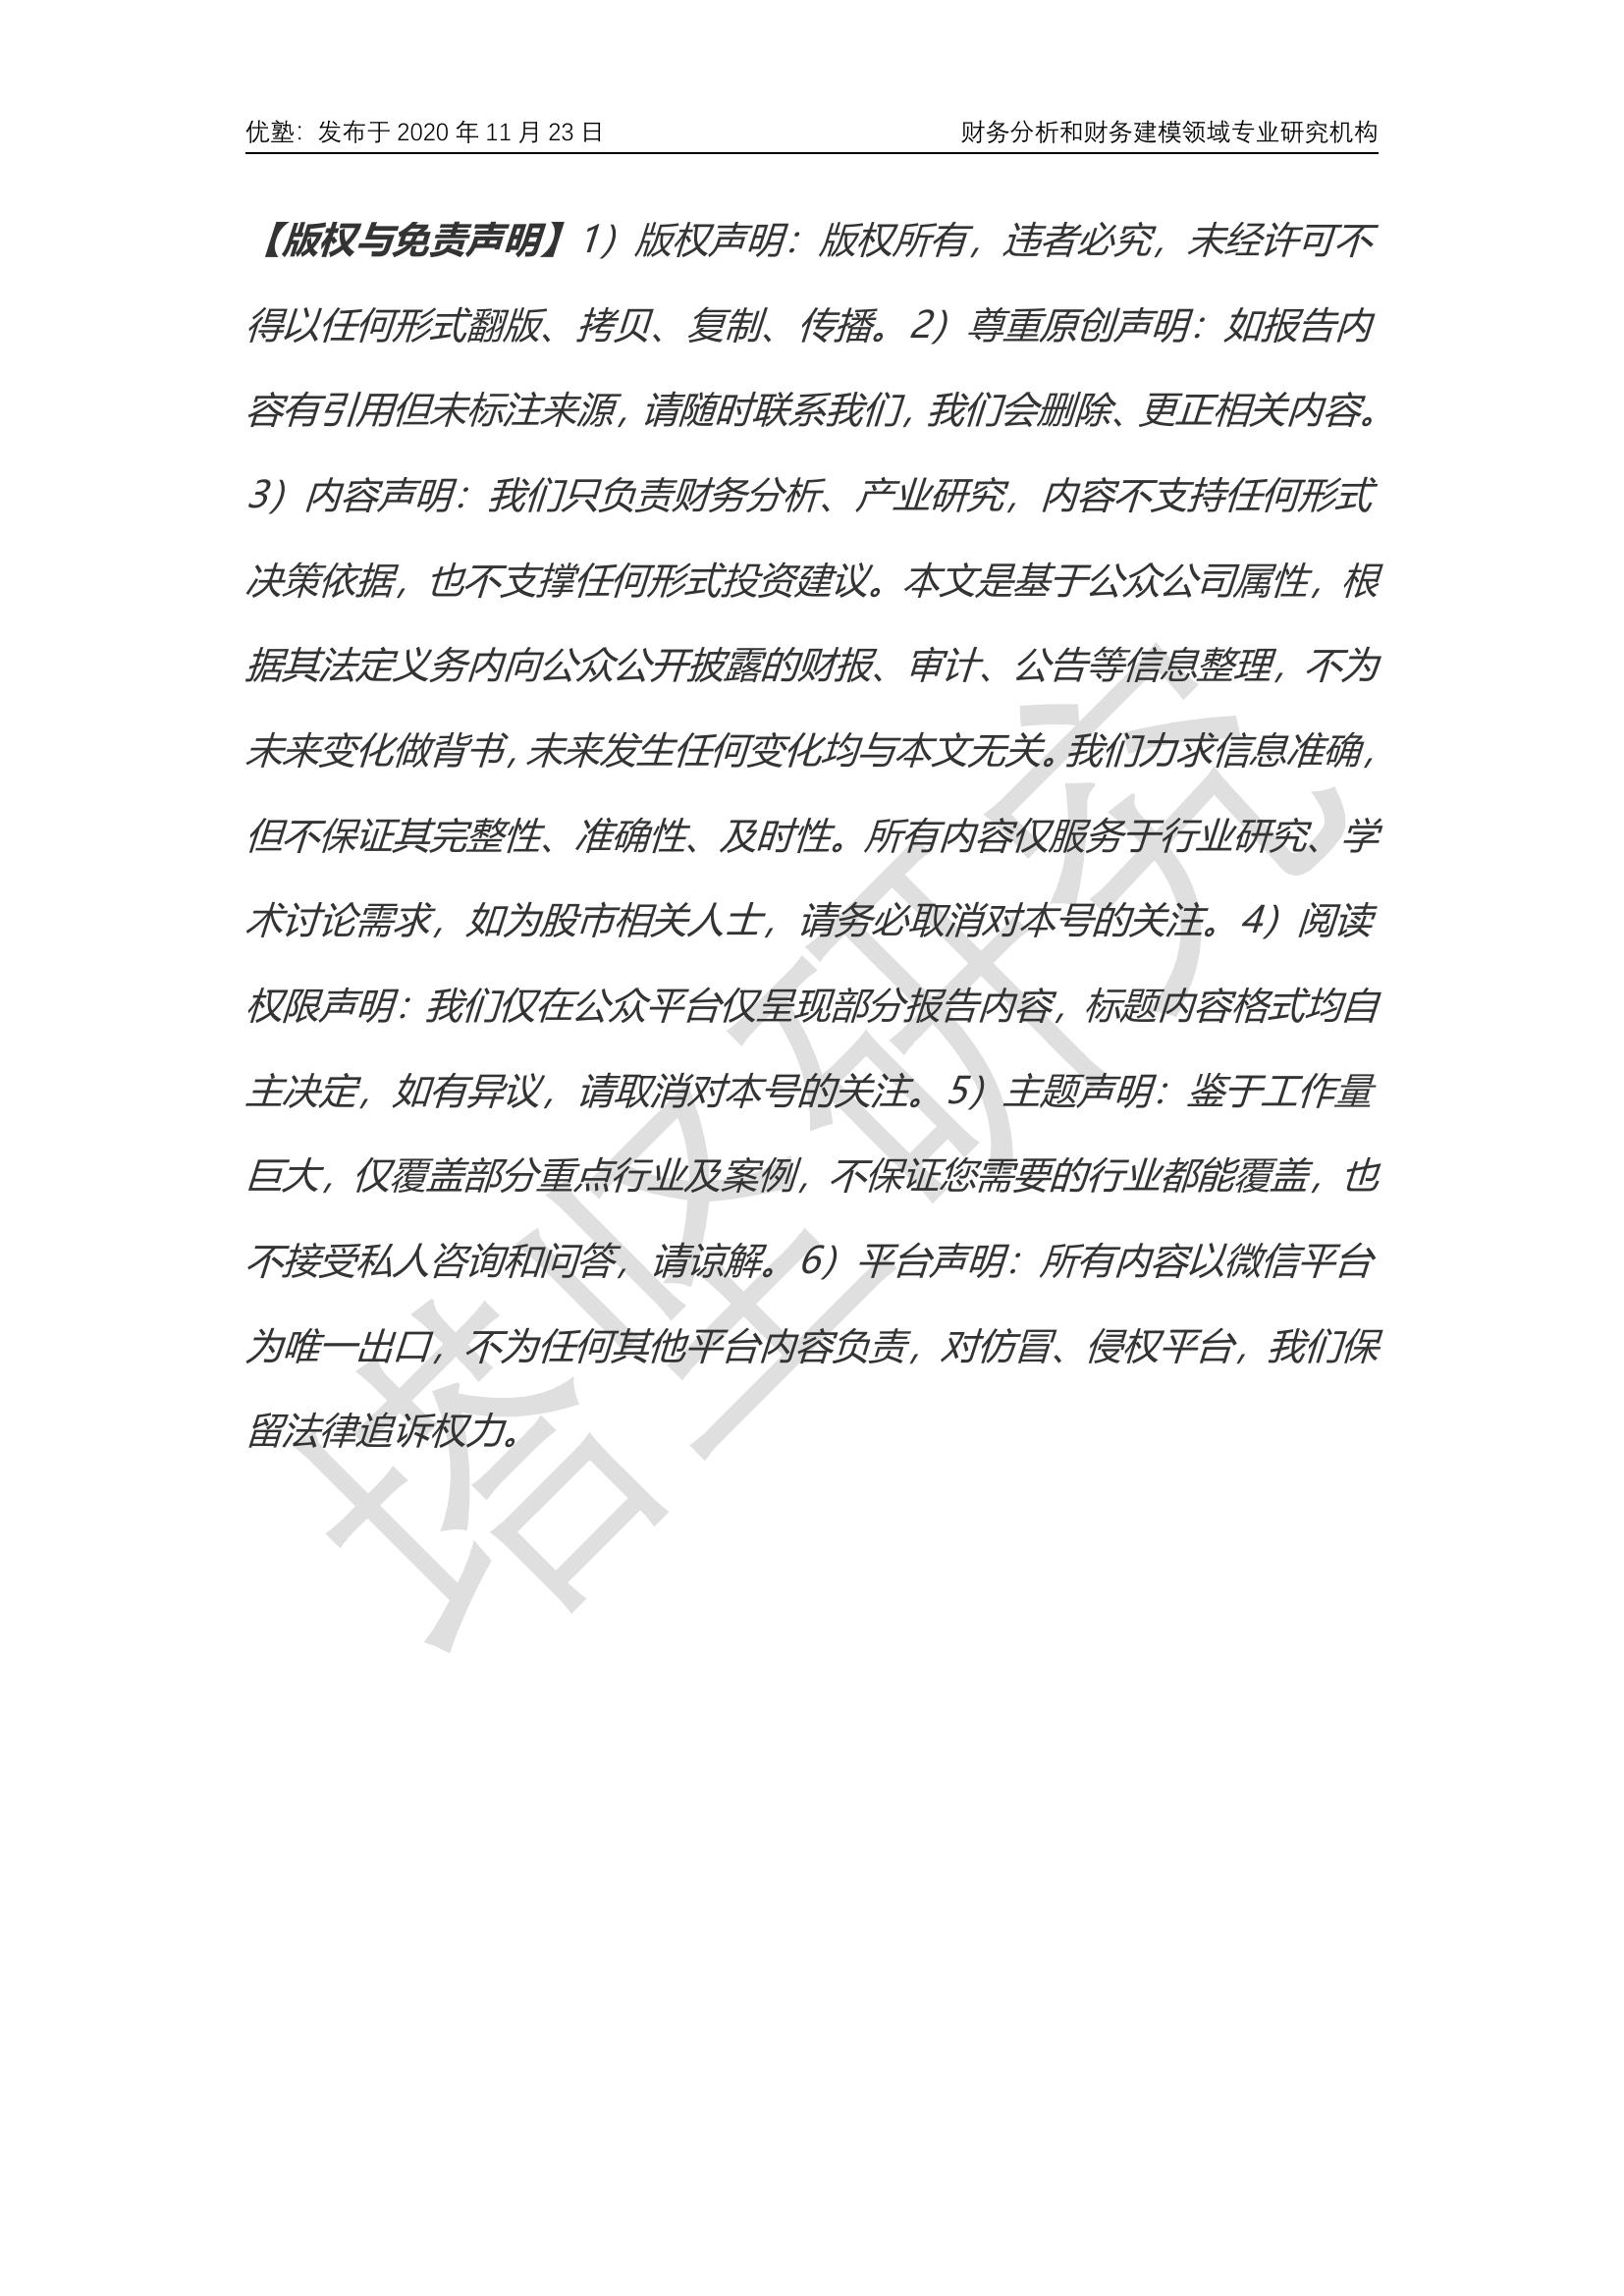 优塾：发布于 2020 年 11 月 23 日 财务分析和财务建模领域专业研究机构
【版权与免责声明】1）版权声明：版权所有，违者必究，未经许可不
得以任何形式翻版、拷贝、复制、传播。2）尊重原创声明：如报告内
容有引用但未标注来源，请随时联系我们，我们会删除、更正相关内容。
3）内容声明：我们只负责财务分析、产业研究，内容不支持任何形式
决策依据，也不支撑任何形式投资建议。本文是基于公众公司属性，根
据其法定义务内向公众公开披露的财报、审计、公告等信息整理，不为
未来变化做背书，未来发生任何变化均与本文无关。我们力求信息准确，
但不保证其完整性、准确性、及时性。所有内容仅服务于行业研究、学
术讨论需求，如为股市相关人士，请务必取消对本号的关注。4）阅读
权限声明：我们仅在公众平台仅呈现部分报告内容，标题内容格式均自
主决定，如有异议，请取消对本号的关注。5）主题声明：鉴于工作量
巨大，仅覆盖部分重点行业及案例，不保证您需要的行业都能覆盖，也
不接受私人咨询和问答，请谅解。6）平台声明：所有内容以微信平台
为唯一出口，不为任何其他平台内容负责，对仿冒、侵权平台，我们保
留法律追诉权力。
塔坚研究